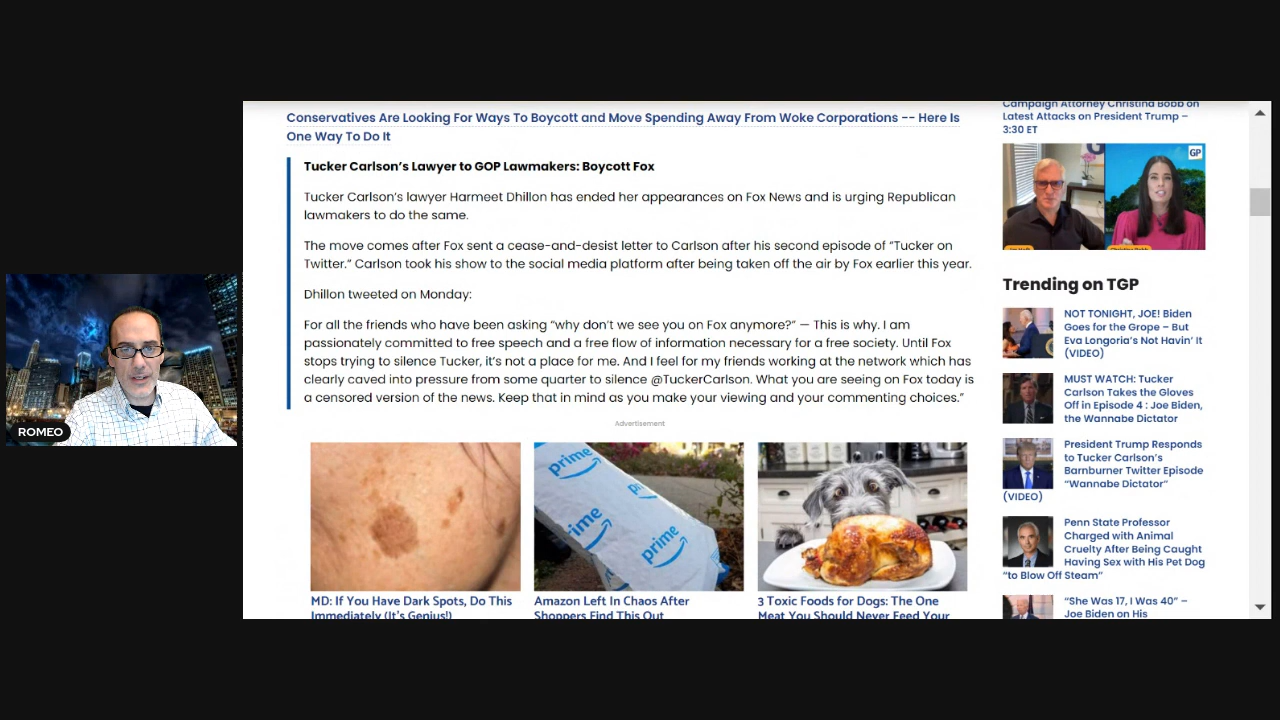 Conservatives Are Looking For Ways To Boycott and Move Spending Away From Woke Corporations -- Here Is
One Way To Do It
Tucker Carlson's Lawyer to GOP Lawmakers: Boycott Fox
Tucker Carlson's lawyer Harmeet Dhillon has ended her appearances on Fox News and is urging Republican
lawmakers to do the same.
The move comes after Fox sent a cease-and-desist letter to Carlson after his second episode of “Tucker on
Twitter.” Carlson took his show to the social media platform after being taken off the air by Fox earlier this year.
Dhillon tweeted on Monday:
For all the friends who have been asking “why don't we see you on Fox anymore?” — This is why. I am
passionately committed to free speech and a free flow of information necessary for a free society. Until Fox
stops trying to silence Tucker, it's not a place for me. And I feel for my friends working at the network which has
clearly caved into pressure from some quarter to silence @TuckerCarlson. What you are seeing on Fox today is
a censored version of the news. Keep that in mind as you make your viewing and your commenting choices.”
Advertisement
prime
prime
prime
MD: If You Have Dark Spots, Do This
Immediately (It's Genius!)
Amazon Left In Chaos After
Shoppers Find This Out
3 Toxic Foods for Dogs: The One
Meat You Should Never Feed Your
Campaign Attorney Christina Bobb on
Latest Attacks on President Trump –
3:30 ET
GP
Trending on TGP
NOT TONIGHT, JOE! Biden
Goes for the Grope – But
Eva Longoria's Not Havin' It
(VIDEO)
MUST WATCH: Tucker
Carlson Takes the Gloves
Off in Episode 4 : Joe Biden,
the Wannabe Dictator
President Trump Responds
to Tucker Carlson's
Barnburner Twitter Episode
“Wannabe Dictator”
(VIDEO)
Penn State Professor
Charged with Animal
Cruelty After Being Caught
Having Sex with His Pet Dog
“to Blow Off Steam”
“She Was 17, I Was 40” –
Joe Biden on His
ROMEO